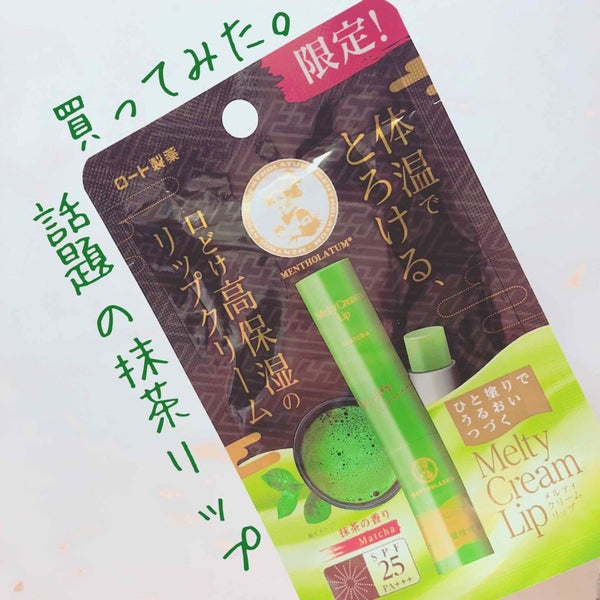 買ってみた。
話題の抹茶リップ
限定!
ロート製薬
MENTHOLATUM®
体温で
とろける、
口どけ高保湿の
リップクリーム
Melty Cream
Lip
Matcha
MENTHOLATUM
ひと塗りで
うるおい
つづく
Melty
Cream
Lip
メルティ
クリーム
リップ
抹茶の香り
Matcha
SPF
25
PA+++